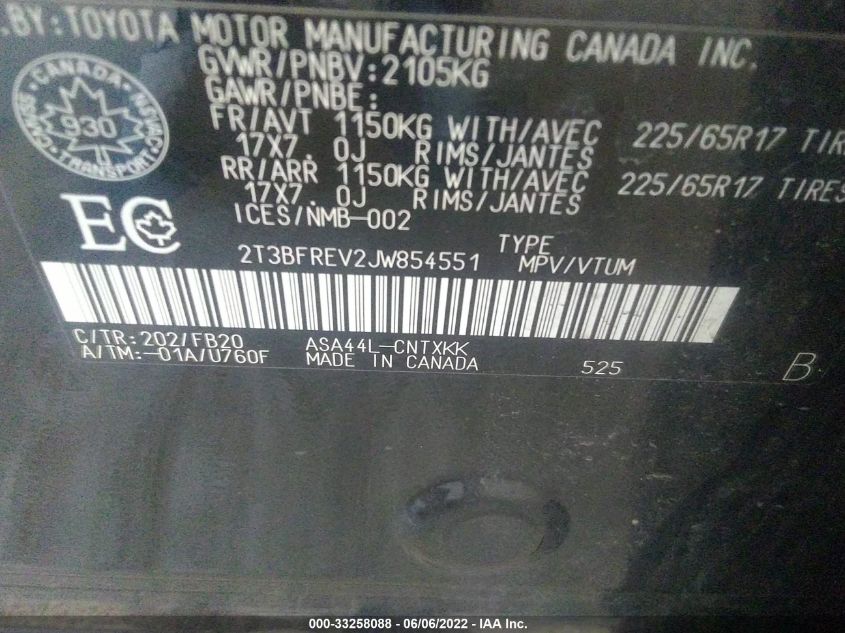 .BY:TOYOTA MOTOR MANUFACTURING CANADA INC.
GVWR/PNBV:2105KG
GAWR/PNBE:
FR/AVT 1150KG WITH/AVEC 225/65R17 TIR
17X7. 0J RIMS/JANTES
RR/ARR 1150KG WITH/AVEC 225/65R17 TIRES
17X7. 0J RIMS/JANTES
ICES/NMB-002
CANADA
930
TRANSPORT
EC
2T3BFREV2JW854551
TYPE
MPV/VTUM
C/TR:202/FB20 ASA44L-CNTXKK
A/TM:-01A/U760F MADE IN CANADA 525 B
000-33258088 - 06/06/2022 - IAA Inc.